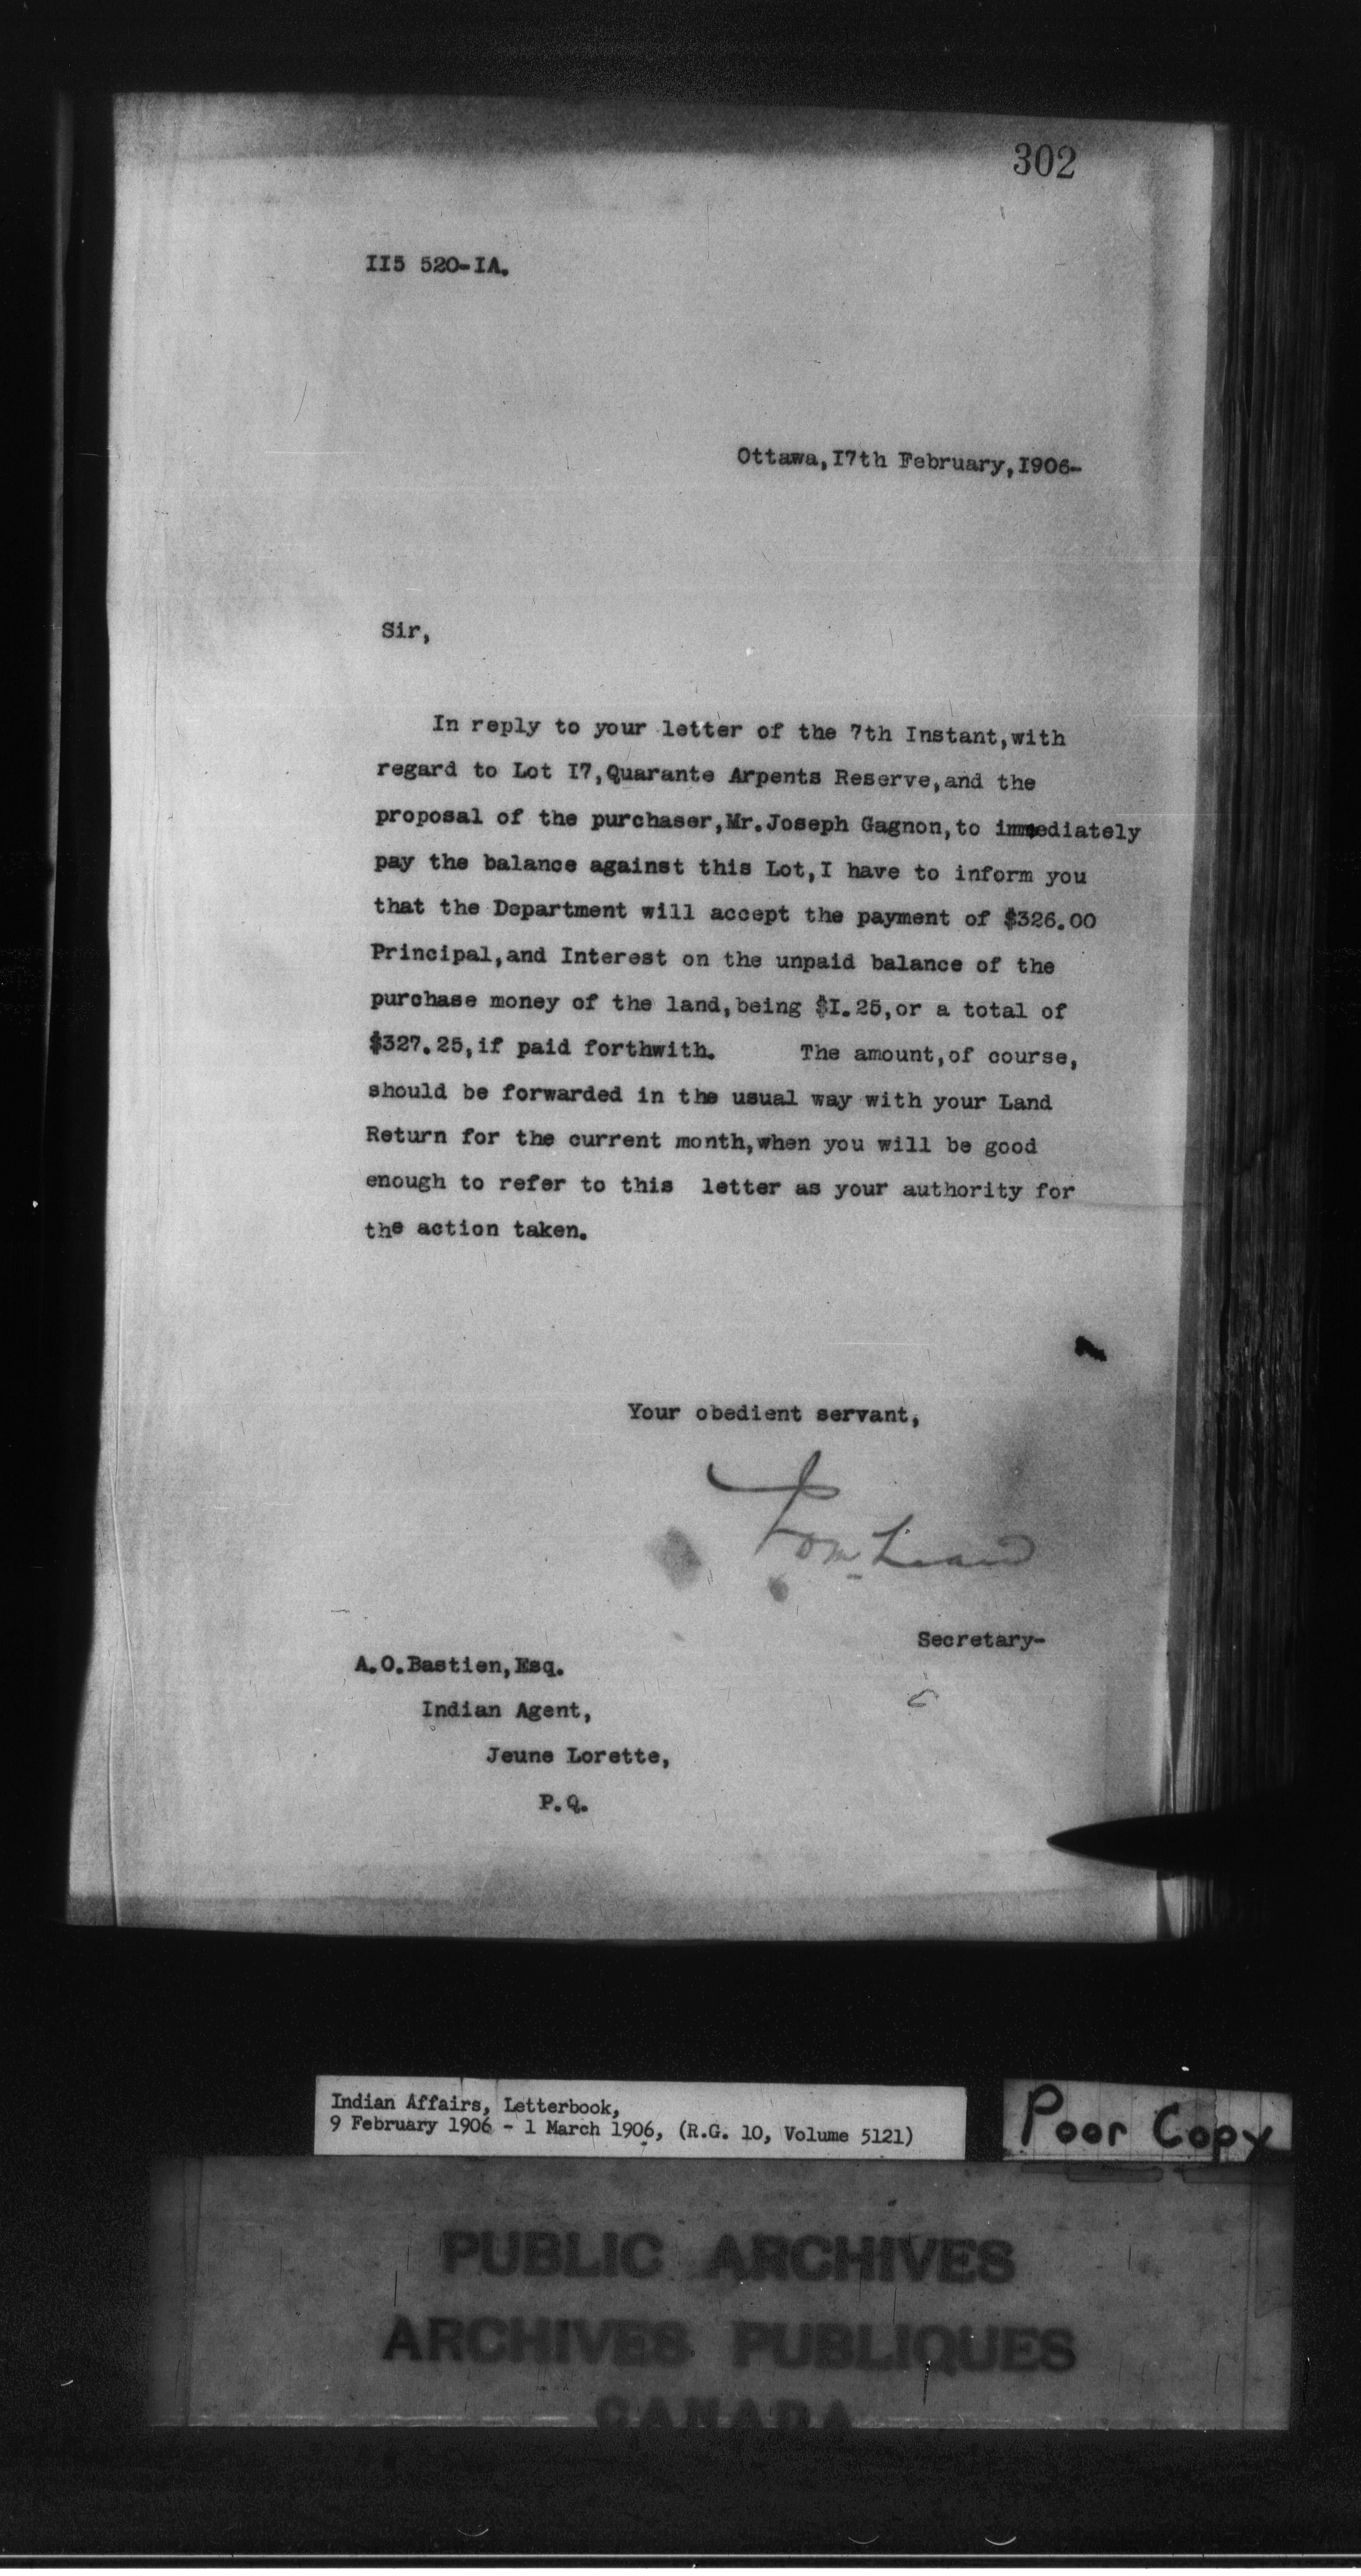 302
II5 520-IA.
Ottawa,I7th February,I906-
Sir,
In reply to your letter of the 7th Instant,with
regard to Lot I7,Quarante Arpents Reserve,and the
proposal of the purchaser,Mr.Joseph Gagnon,to immediately
pay the balance against this Lot,I have to inform you
that the Department will accept the payment of $326.00
Principal,and Interest on the unpaid balance of the
purchase money of the land,being $I.25,or a total of
$327.25,if paid forthwith. The amount,of course,
should be forwarded in the usual way with your Land
Return for the current month,when you will be good
enough to refer to this letter as your authority for
the action taken.
Your obedient servant,
Secretary-
A.O.Bastien,Esq.
Indian Agent,
Jeune Lorette,
P.Q.
Indian Affairs, Letterbook,
9 February 1906 - 1 March 1906, (R.G. 10, Volume 5121)
Poor Copy
PUBLIC ARCHIVES
ARCHIVES PUBLIQUES
CANADA